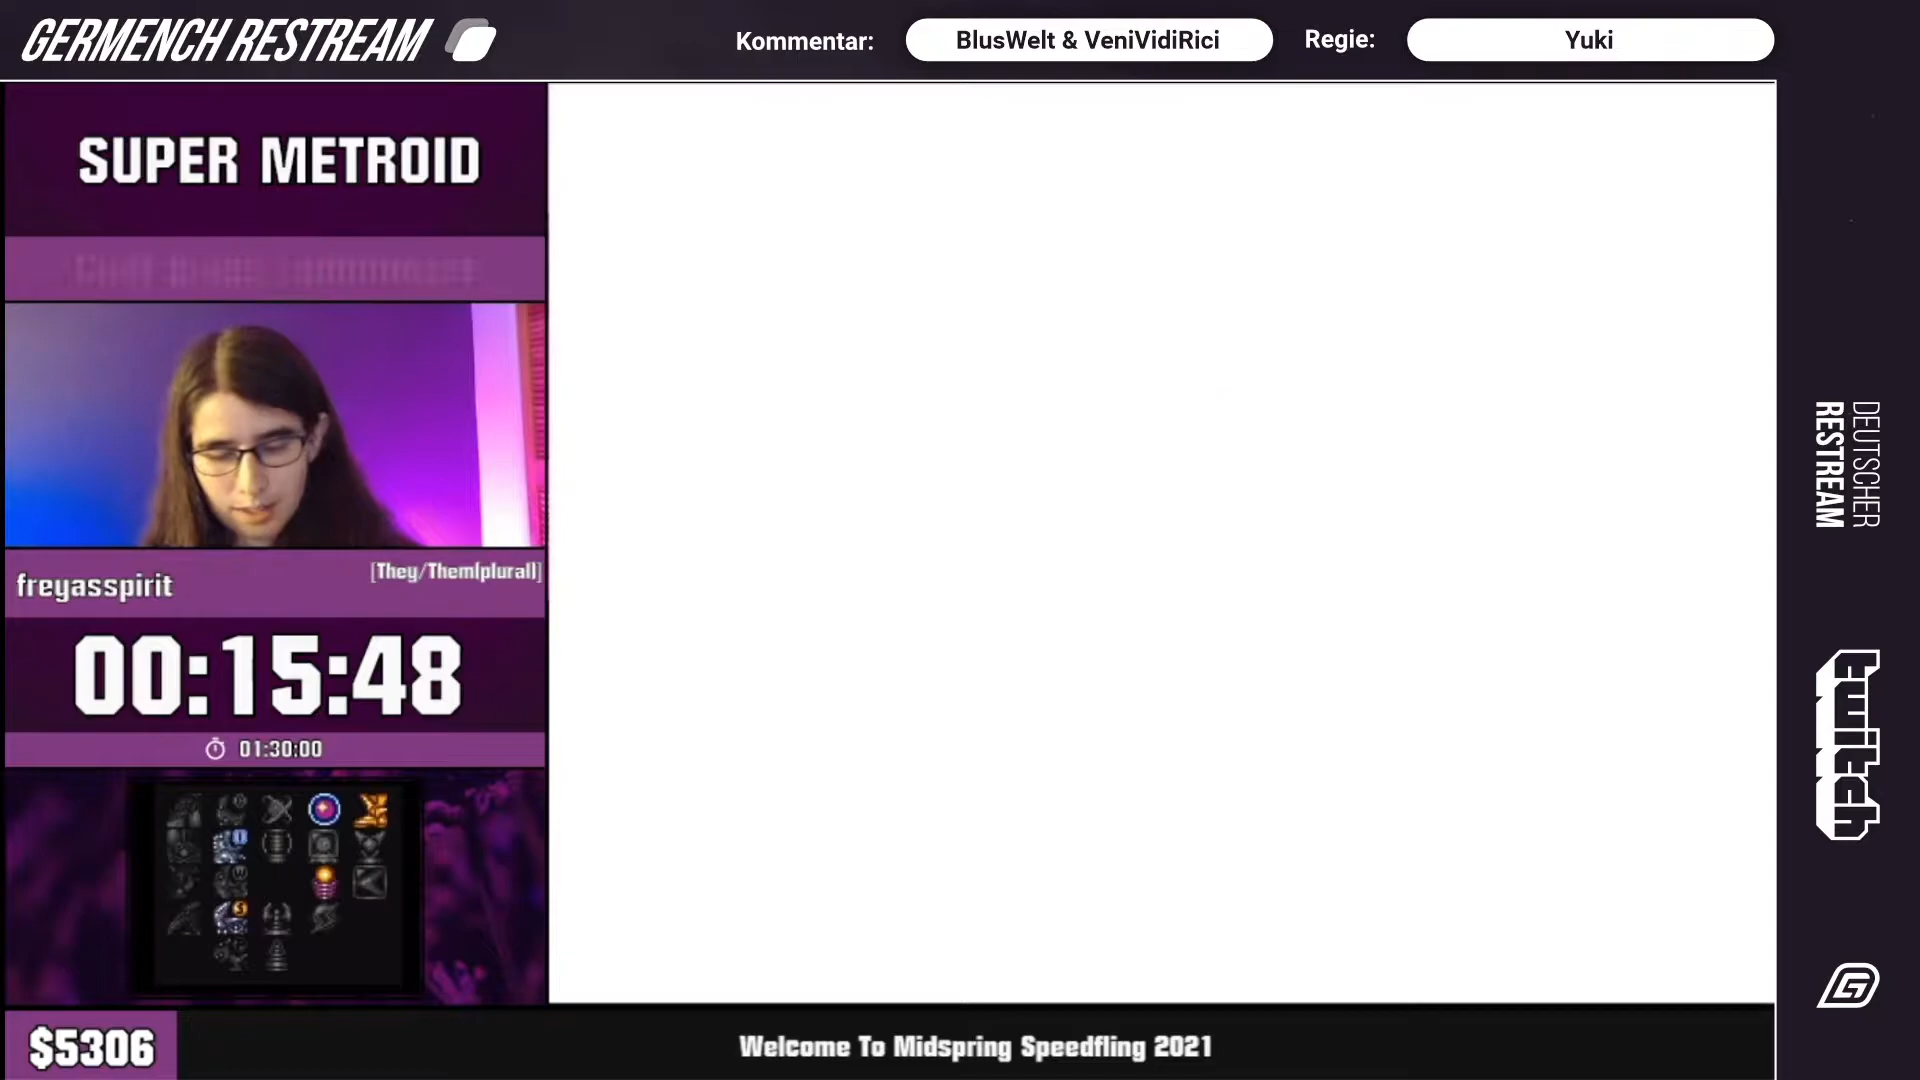 GERMENCH RESTREAM
Kommentar:
BlusWelt & VeniVidiRici
Regie:
Yuki
SUPER METROID
freyasspirit
[They/Them(plural)]
00:15:48
01:30:00
$5306
Welcome To Midspring Speedfling 2021
DEUTSCHER
RESTREAM
twitch